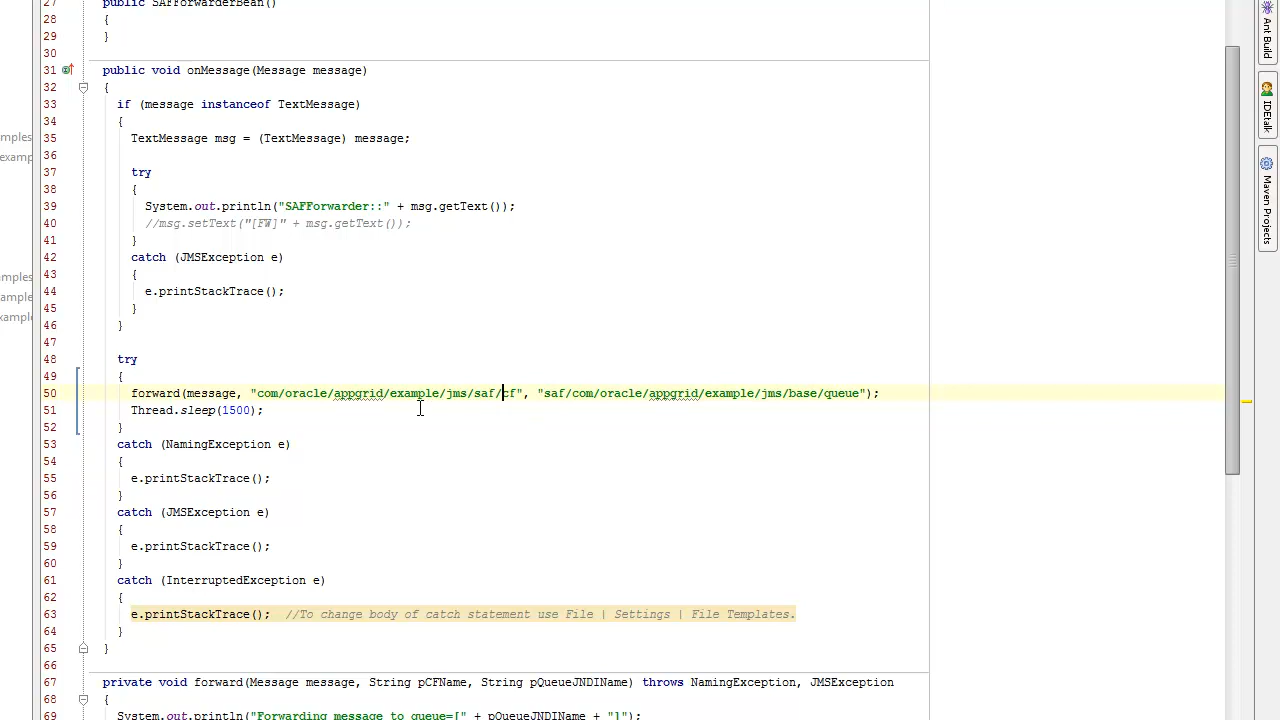 27 public SAFForwarderBean()
28 {
29 }
30
31 public void onMessage(Message message)
32 {
33 if (message instanceof TextMessage)
34 {
35 TextMessage msg = (TextMessage) message;
36
37 try
38 {
39 System.out.println("SAFForwarder::" + msg.getText());
40 //msg.setText("[FW]" + msg.getText());
41 }
42 catch (JMSException e)
43 {
44 e.printStackTrace();
45 }
46 }
47
48 try
49 {
50 forward(message, "com/oracle/appgrid/example/jms/saf/cf", "saf/com/oracle/appgrid/example/jms/base/queue");
51 Thread.sleep(1500);
52 }
53 catch (NamingException e)
54 {
55 e.printStackTrace();
56 }
57 catch (JMSException e)
58 {
59 e.printStackTrace();
60 }
61 catch (InterruptedException e)
62 {
63 e.printStackTrace();  //To change body of catch statement use File | Settings | File Templates.
64 }
65 }
66
67 private void forward(Message message, String pCFName, String pQueueJNDIName) throws NamingException, JMSException
68 {
69 System.out.println("Forwarding message to queue=[" + pQueueJNDIName + "]");
mples
examp
mples
example
example
Ant Build
IDEtalk
Maven Projects